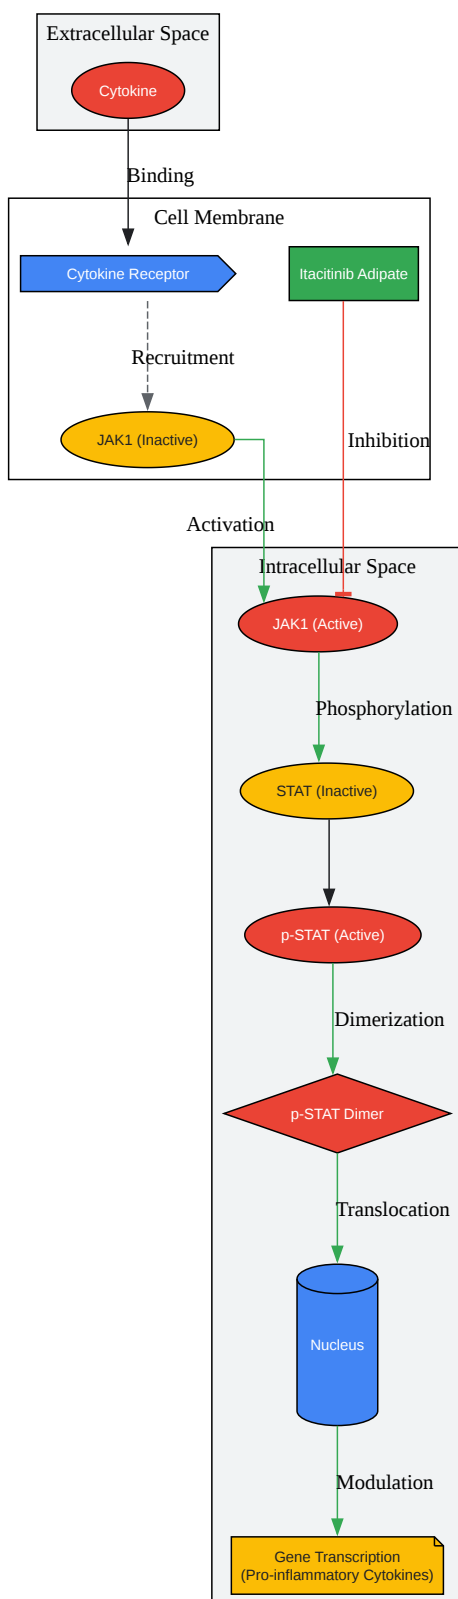 Extracellular Space
Cytokine
Binding
Cell Membrane
Cytokine Receptor
Itacitinib Adipate
Recruitment
JAK1 (Inactive)
Inhibition
Activation
Intracellular Space
JAK1 (Active)
Phosphorylation
STAT (Inactive)
p-STAT (Active)
Dimerization
p-STAT Dimer
Translocation
Nucleus
Modulation
Gene Transcription
(Pro-inflammatory Cytokines)